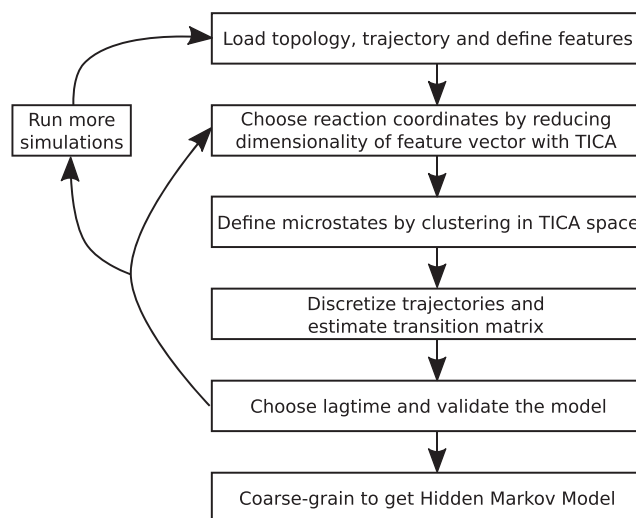 Load topology, trajectory and define features
Run more
simulations
Choose reaction coordinates by reducing
dimensionality of feature vector with TICA
Define microstates by clustering in TICA space
Discretize trajectories and
estimate transition matrix
Choose lagtime and validate the model
Coarse-grain to get Hidden Markov Model